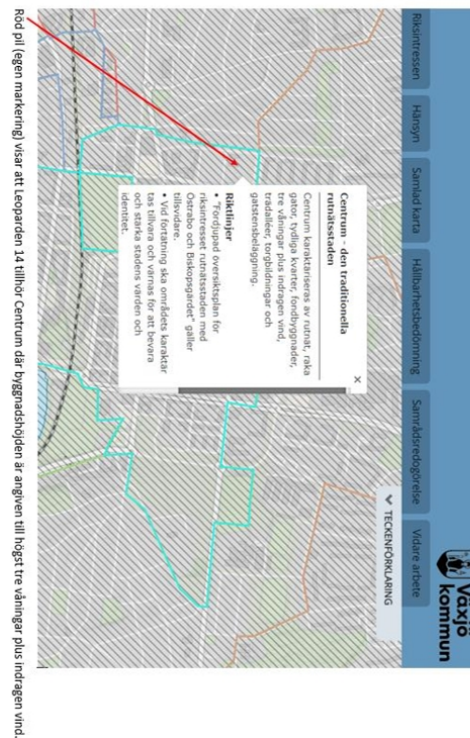 Växjö
kommun
Riksintressen
Hänsyn
Samlad karta
Hållbarhetsbedömning
Samrådsredogörelse
Vidare arbete
TECKENFÖRKLARING
Centrum - den traditionella
rutnätsstaden
Centrum karaktäriseras av rutnät, raka
gator, tydliga kvarter, fondbyggnader,
tre våningar plus indragen vind,
trädalléer, torgbildningar och
gatstensbeläggning.
Riktlinjer
• "Fördjupad översiktsplan för
riksintresset rutnätsstaden med
Östrabo och Biskopsgärdet" gäller
tillsvidare.
• Vid förtätning ska områdets karaktär
tas tillvara och värnas för att bevara
och stärka stadens värden och
identitet.
Röd pil (egen markering) visar att Leoparden 14 tillhör Centrum där byggnadshöjden är angiven till högst tre våningar plus indragen vind.